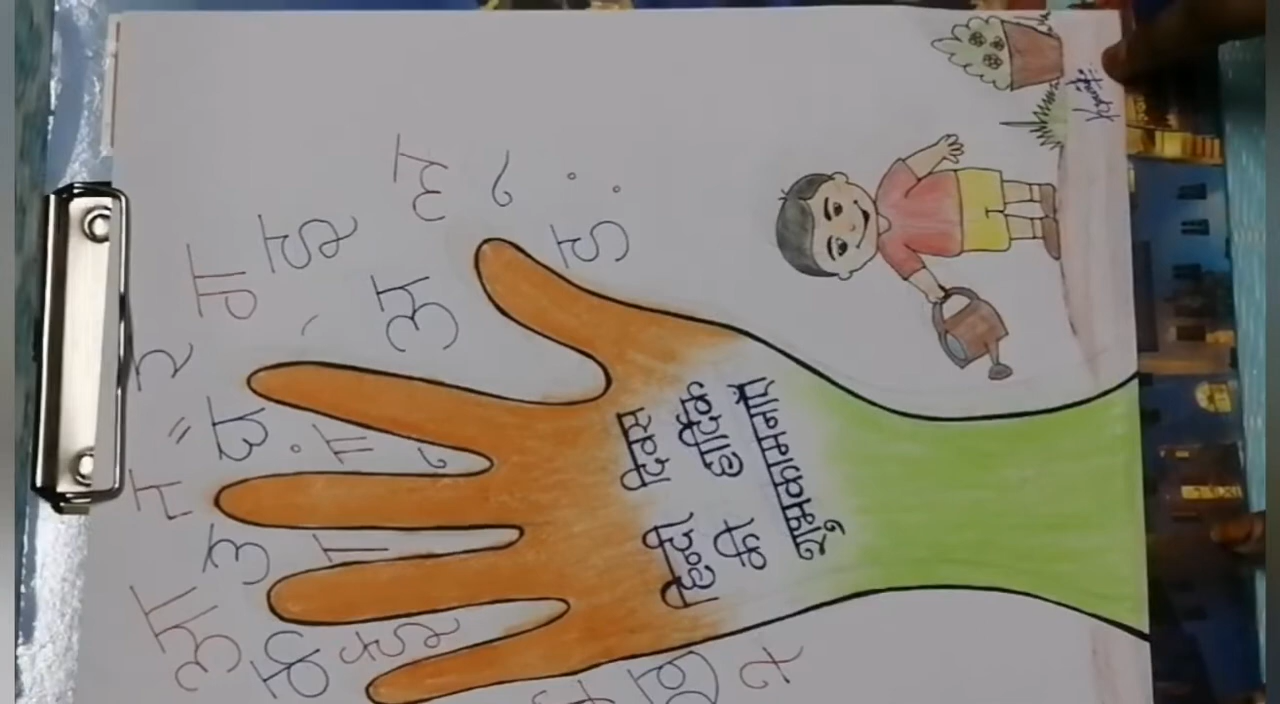 आ त र
उ घ ग
क इ
ग
अ
हिन्दी दिवस
की हार्दिक
शुभकामनाएँ
ड
ख